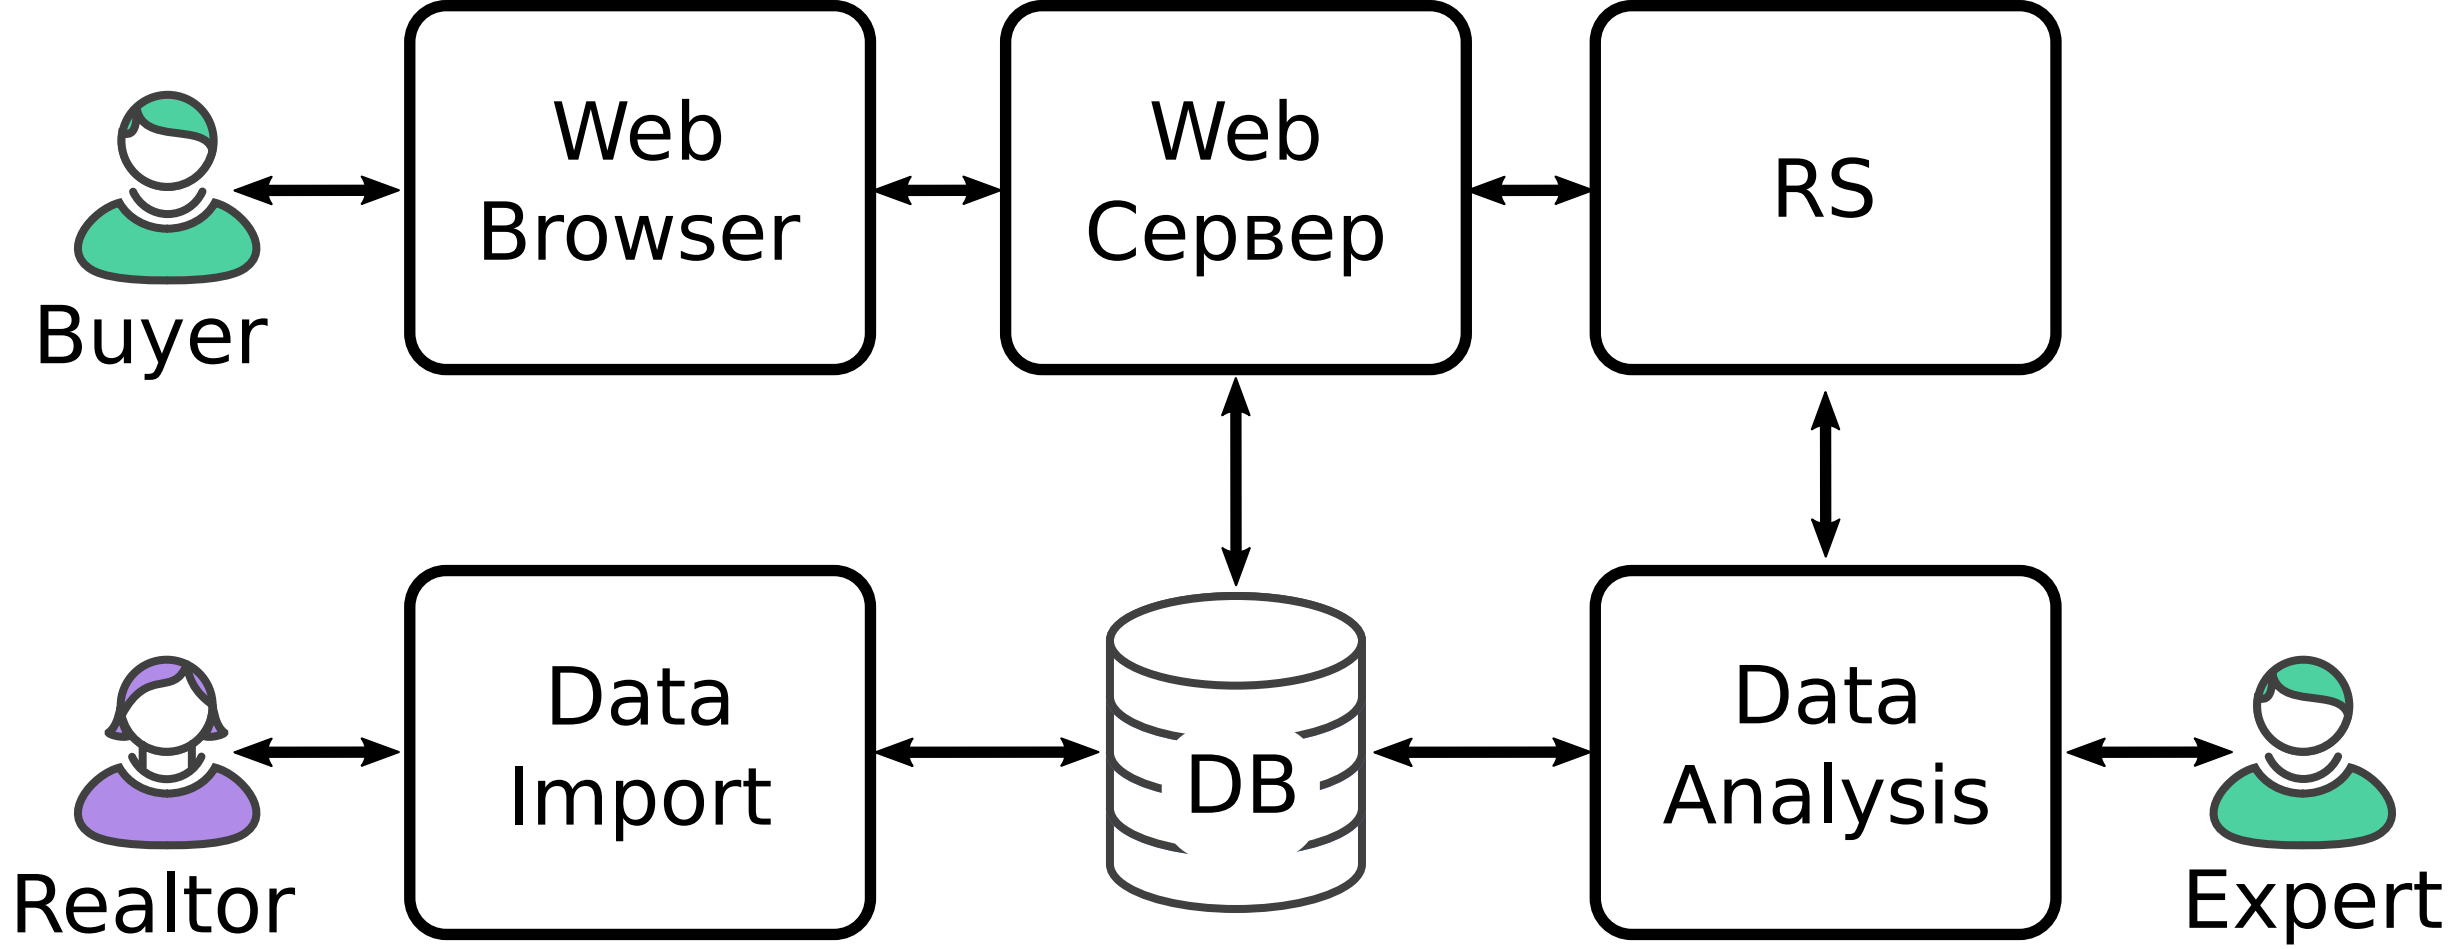 Web
Browser
Web
Сервер
RS
Buyer
Data
Import
DB
Data
Analysis
Realtor
Expert